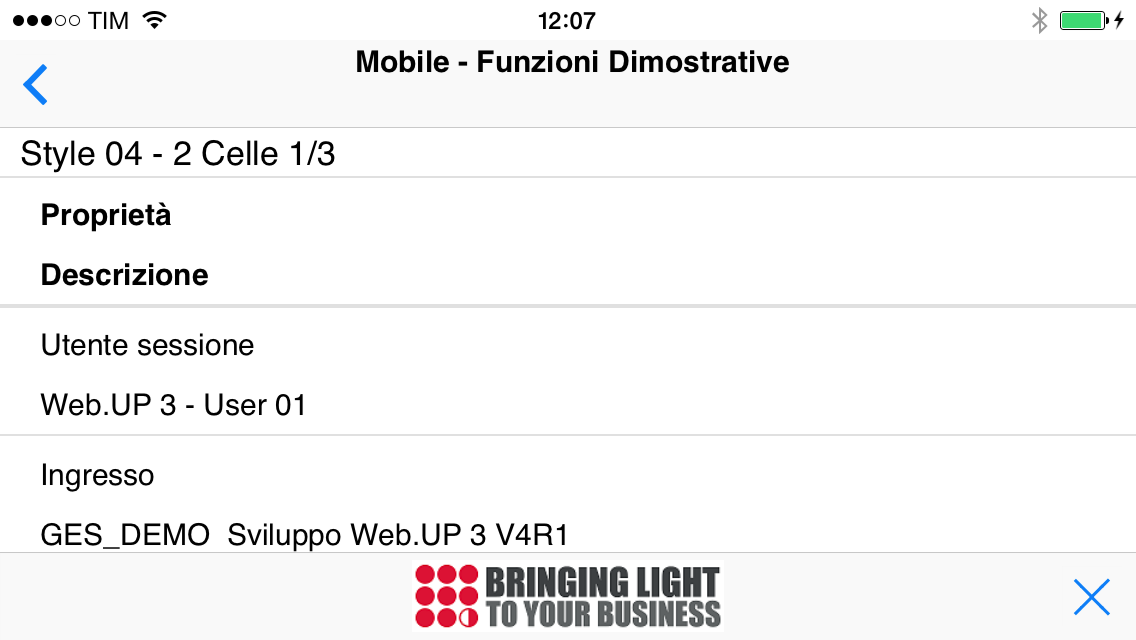 TIM 12:07
Mobile - Funzioni Dimostrative
Style 04 - 2 Celle 1/3
Proprietà
Descrizione
Utente sessione
Web.UP 3 - User 01
Ingresso
GES_DEMO  Sviluppo Web.UP 3 V4R1
BRINGING LIGHT
TO YOUR BUSINESS